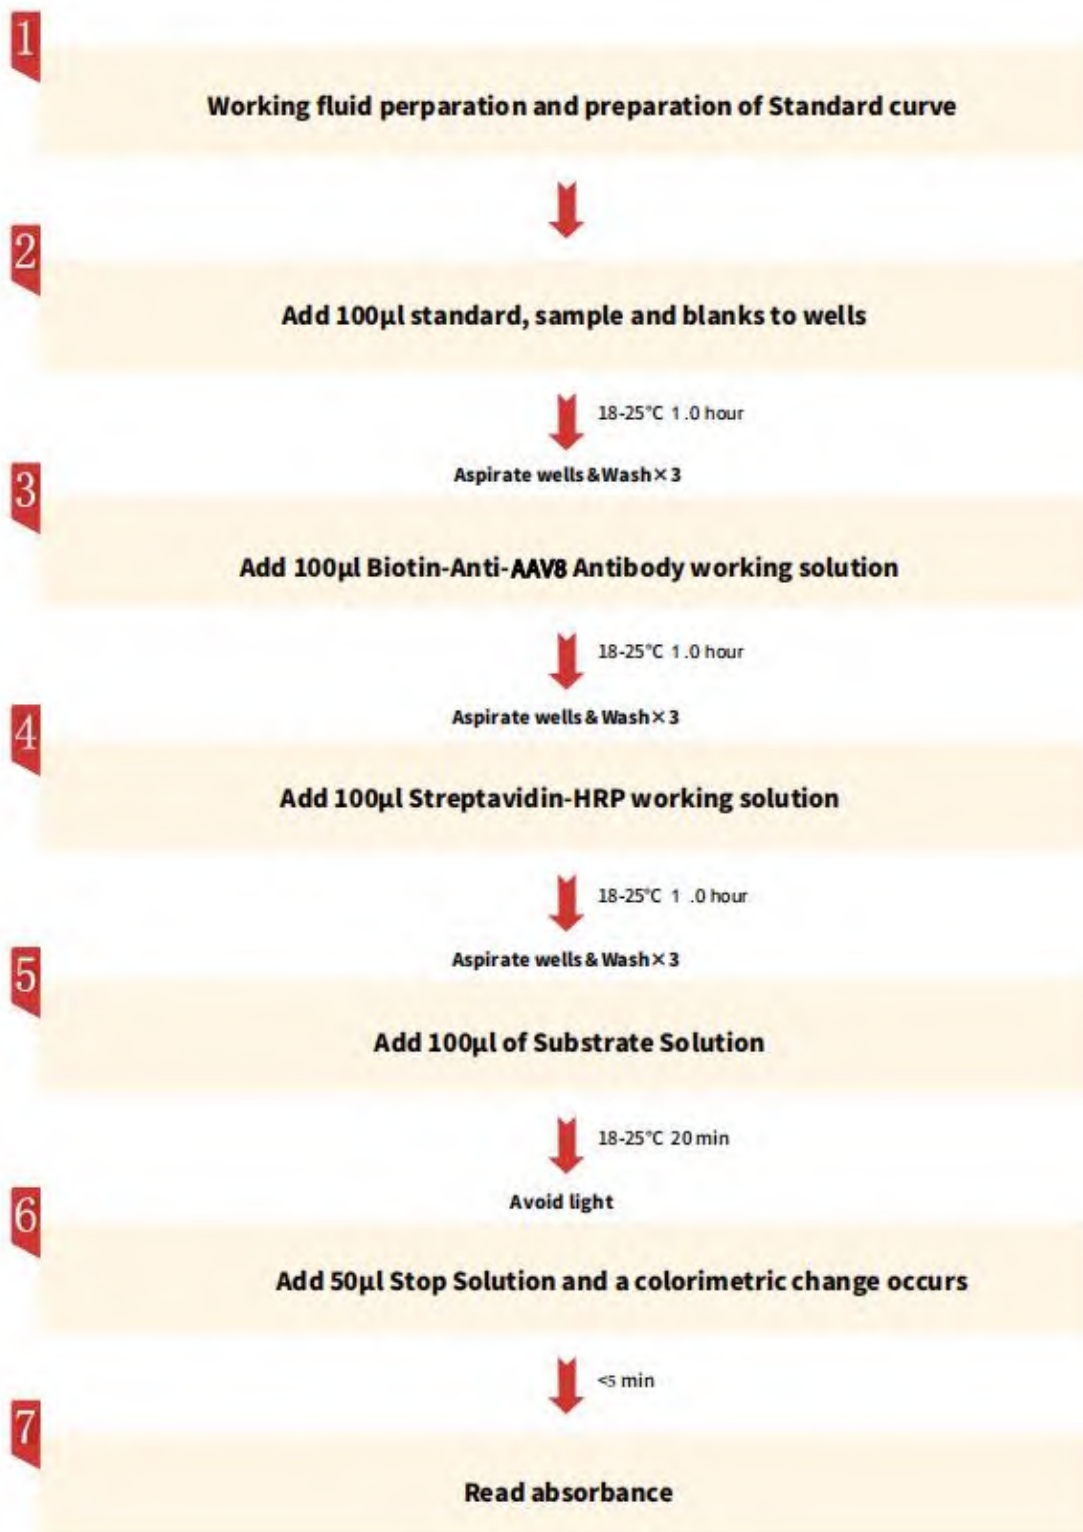 1
Working fluid perparation and preparation of Standard curve
2
Add 100μl standard, sample and blanks to wells
18-25°C 1 .0 hour
Aspirate wells&Wash×3
3
Add 100μl Biotin-Anti-AAV8 Antibody working solution
18-25°C 1 .0 hour
Aspirate wells&Wash×3
4
Add 100μl Streptavidin-HRP working solution
18-25°C 1 .0 hour
Aspirate wells&Wash×3
5
Add 100μl of Substrate Solution
18-25°C 20 min
Avoid light
6
Add 50μl Stop Solution and a colorimetric change occurs
<5 min
7
Read absorbance